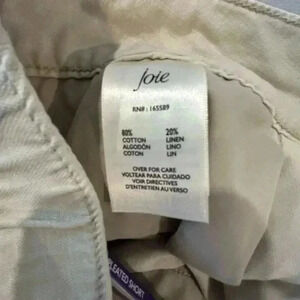 joie
RN#: 165589
80% 20%
COTTON LINEN
ALGODÓN LINO
COTON LIN
OVER FOR CARE
VOLTEAR PARA CUIDADO
VOIR DIRECTIVES
D'ENTRETIEN AU VERSO
PLEATED SHORT